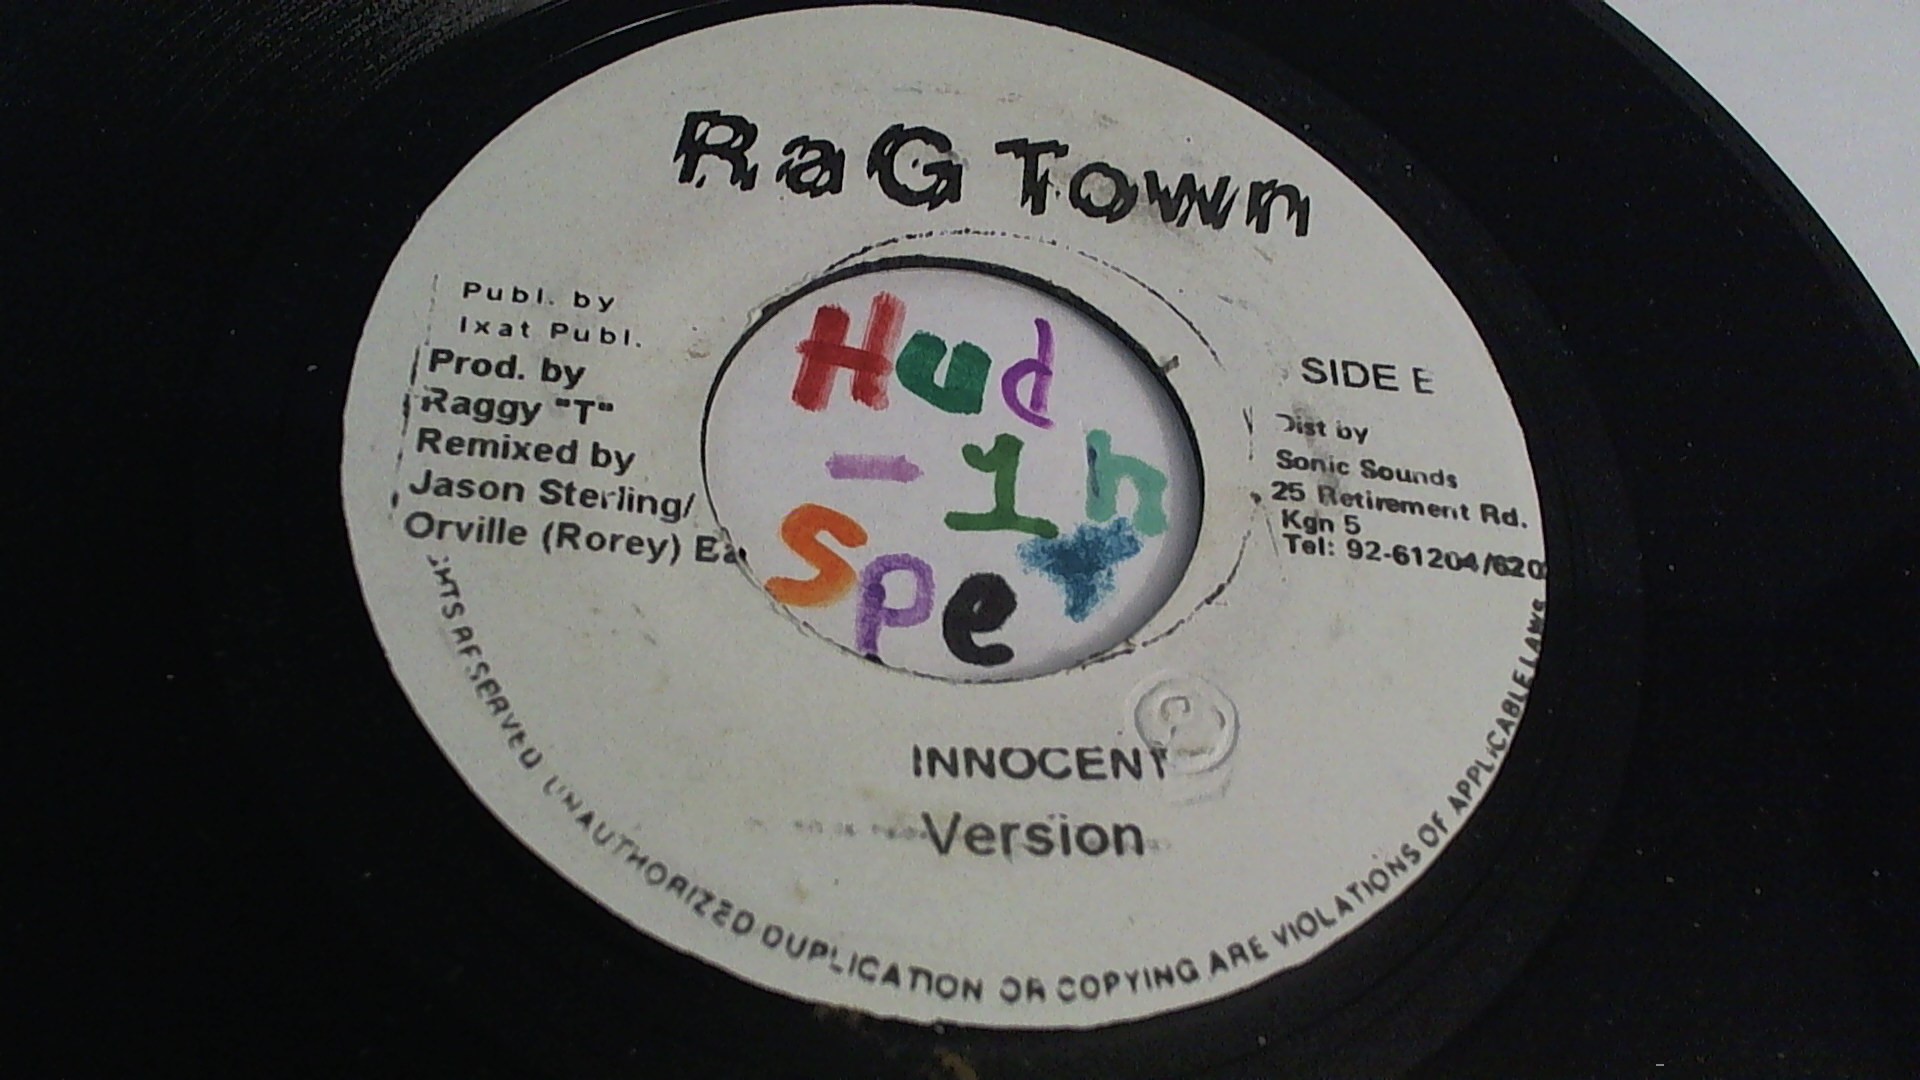 RaG Town
Publ. by
Ixat Publ.
Prod. by
Raggy "T"
Remixed by
Jason Sterling/
Orville (Rorey)
SIDE
Dist by
Sonic Sounds
25 Retirement Rd.
Kgn 5
Tel: 92-61204/620
Hud
-1h
Spe
INNOCENT
Version
RESERVED UNAUTHORIZED DUPLICATION OR COPYING ARE VIOLATIONS OF APPLICABLE LAWS